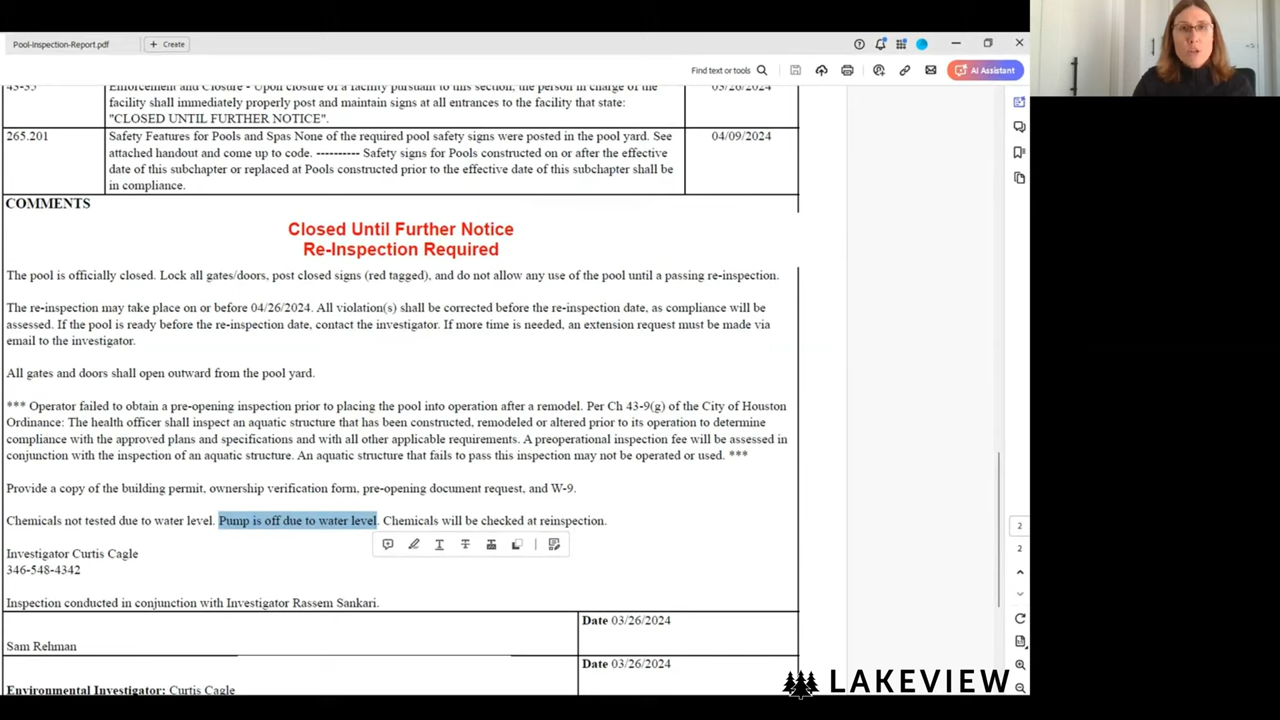 Pool-Inspection-Report.pdf
Create
Find text or tools
AI Assistant
43-35
Enforcement and Closure - Upon closure of a facility pursuant to this section, the person in charge of the
03/26/2024
facility shall immediately properly post and maintain signs at all entrances to the facility that state:
"CLOSED UNTIL FURTHER NOTICE".
265.201
Safety Features for Pools and Spas None of the required pool safety signs were posted in the pool yard. See
04/09/2024
attached handout and come up to code. ---------- Safety signs for Pools constructed on or after the effective
date of this subchapter or replaced at Pools constructed prior to the effective date of this subchapter shall be
in compliance.
COMMENTS
Closed Until Further Notice
Re-Inspection Required
The pool is officially closed. Lock all gates/doors, post closed signs (red tagged), and do not allow any use of the pool until a passing re-inspection.
The re-inspection may take place on or before 04/26/2024. All violation(s) shall be corrected before the re-inspection date, as compliance will be
assessed. If the pool is ready before the re-inspection date, contact the investigator. If more time is needed, an extension request must be made via
email to the investigator.
All gates and doors shall open outward from the pool yard.
*** Operator failed to obtain a pre-opening inspection prior to placing the pool into operation after a remodel. Per Ch 43-9(g) of the City of Houston
Ordinance: The health officer shall inspect an aquatic structure that has been constructed, remodeled or altered prior to its operation to determine
compliance with the approved plans and specifications and with all other applicable requirements. A preoperational inspection fee will be assessed in
conjunction with the inspection of an aquatic structure. An aquatic structure that fails to pass this inspection may not be operated or used. ***
Provide a copy of the building permit, ownership verification form, pre-opening document request, and W-9.
Chemicals not tested due to water level. Pump is off due to water level. Chemicals will be checked at reinspection.
Investigator Curtis Cagle
346-548-4342
Inspection conducted in conjunction with Investigator Rassem Sankari.
Date 03/26/2024
Sam Rehman
Date 03/26/2024
Environmental Investigator: Curtis Cagle
2
2
LAKEVIEW